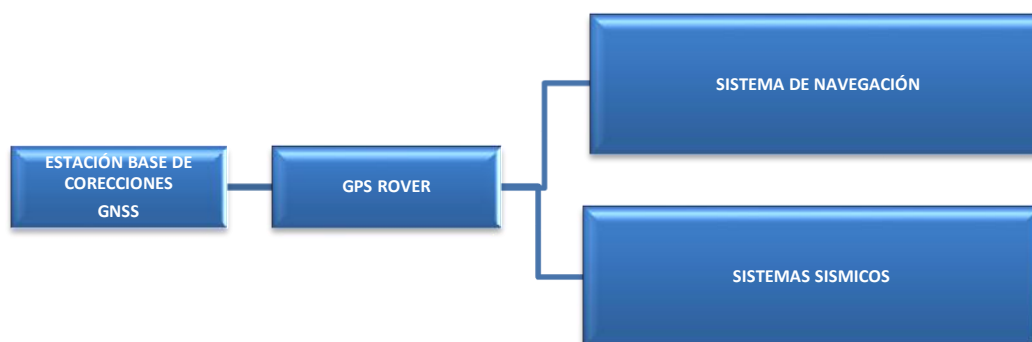 ESTACIÓN BASE DE
CORECCIONES
GNSS
GPS ROVER
SISTEMA DE NAVEGACIÓN
SISTEMAS SISMICOS